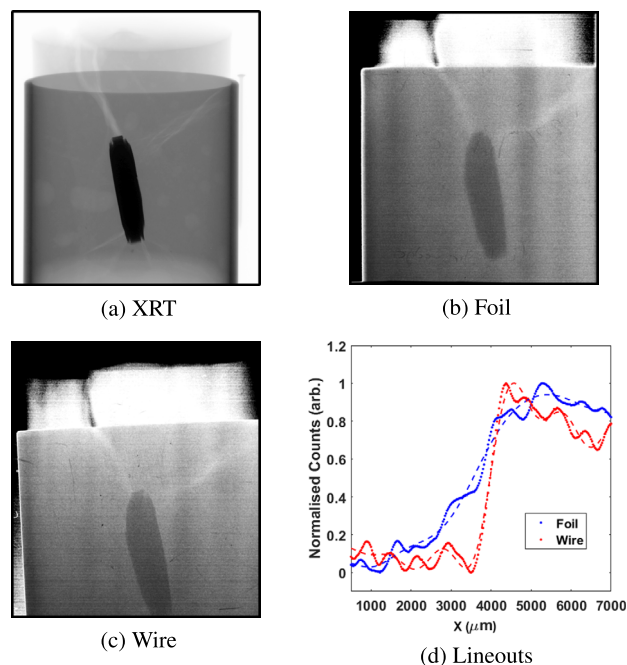 (a) XRT
(b) Foil
(c) Wire
1.2
1
0.8
0.6
0.4
0.2
0
Normalised Counts (arb.)
Foil
Wire
1000 2000 3000 4000 5000 6000 7000
X (μm)
(d) Lineouts